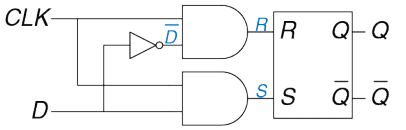 CLK D̅ R R Q Q
D S S Q̅ Q̅